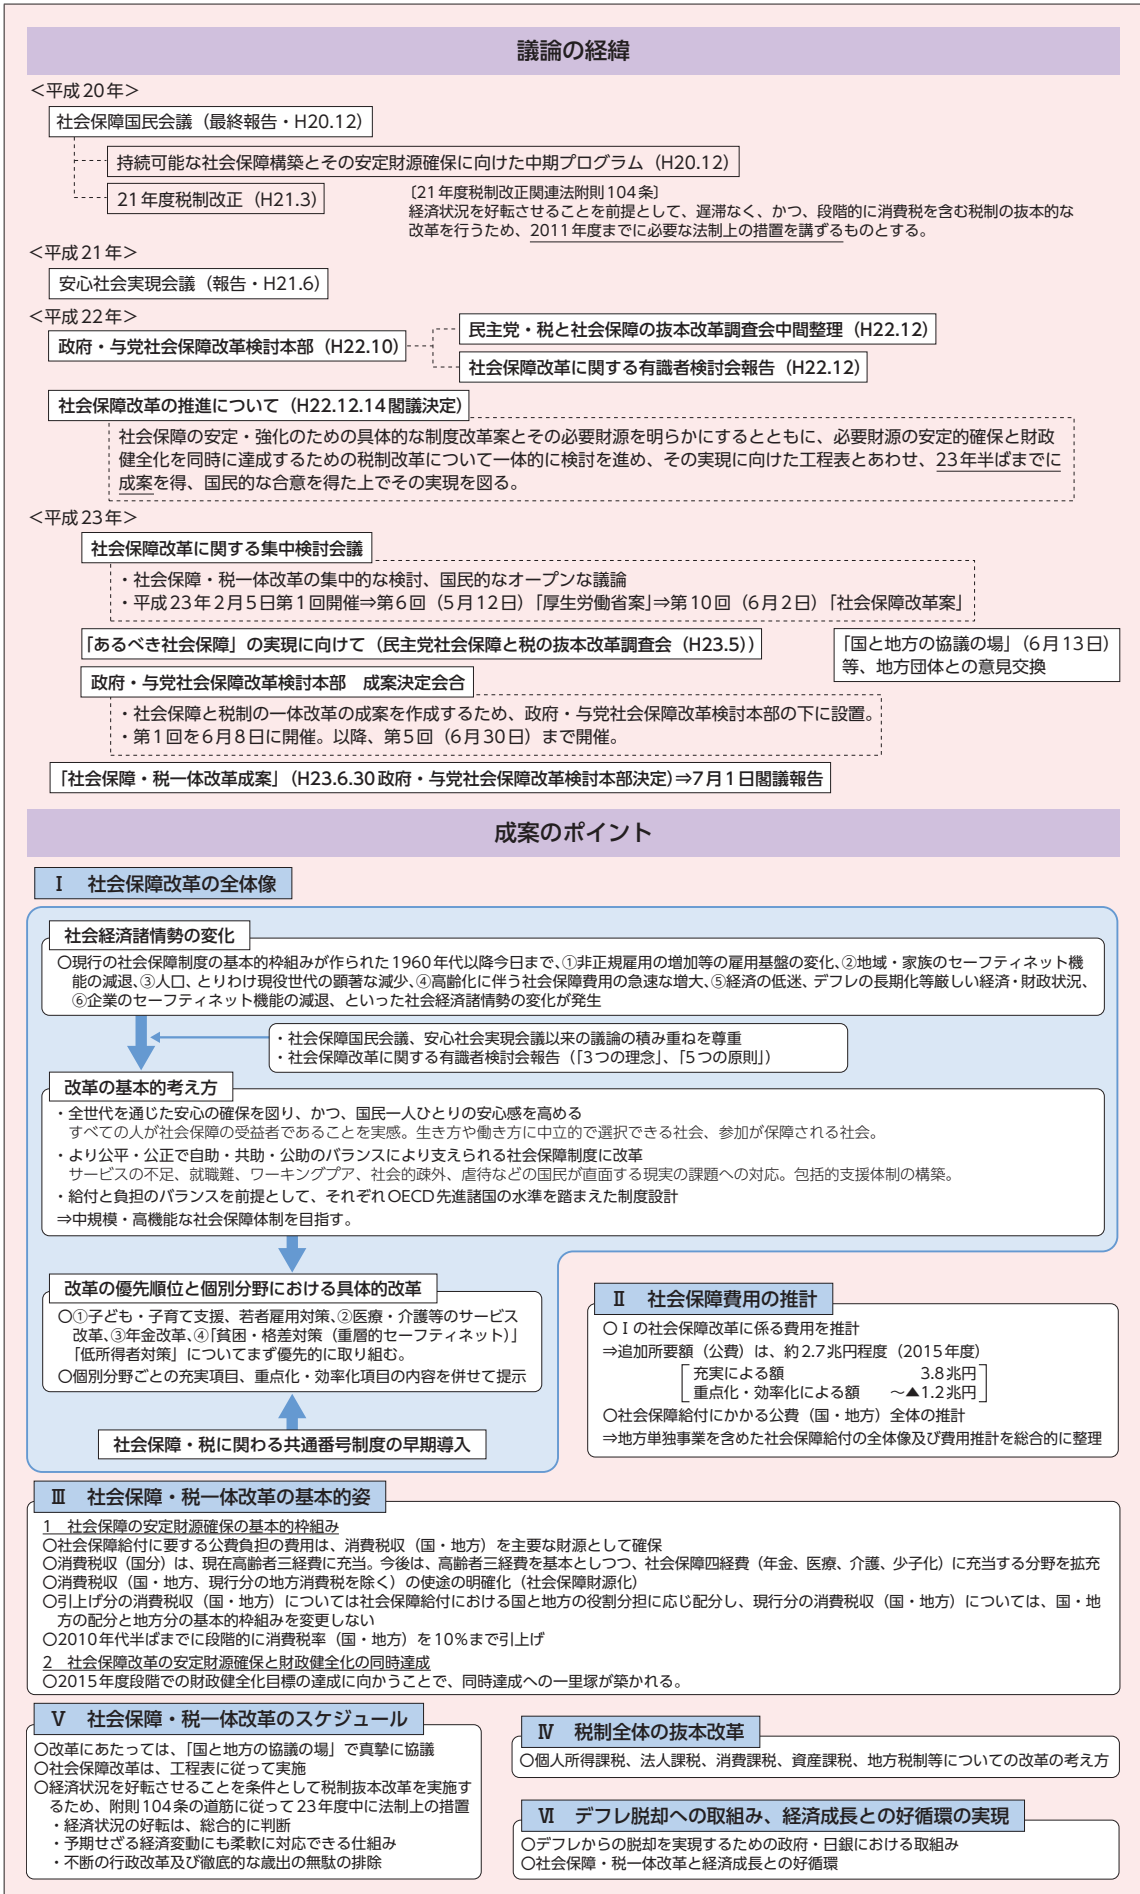 議論の経緯
＜平成20年＞
社会保障国民会議（最終報告・H20.12）
持続可能な社会保障構築とその安定財源確保に向けた中期プログラム（H20.12）
21年度税制改正（H21.3）
〔21年度税制改正関連法附則104条〕
経済状況を好転させることを前提として、遅滞なく、かつ、段階的に消費税を含む税制の抜本的な
改革を行うため、2011年度までに必要な法制上の措置を講ずるものとする。
＜平成21年＞
安心社会実現会議（報告・H21.6）
＜平成22年＞
政府・与党社会保障改革検討本部（H22.10）
民主党・税と社会保障の抜本改革調査会中間整理（H22.12）
社会保障改革に関する有識者検討会報告（H22.12）
社会保障改革の推進について（H22.12.14閣議決定）
社会保障の安定・強化のための具体的な制度改革案とその必要財源を明らかにするとともに、必要財源の安定的確保と財政
健全化を同時に達成するための税制改革について一体的に検討を進め、その実現に向けた工程表とあわせ、23年半ばまでに
成案を得、国民的な合意を得た上でその実現を図る。
＜平成23年＞
社会保障改革に関する集中検討会議
・社会保障・税一体改革の集中的な検討、国民的なオープンな議論
・平成23年2月5日第1回開催⇒第6回（5月12日）「厚生労働省案」⇒第10回（6月2日）「社会保障改革案」
「あるべき社会保障」の実現に向けて（民主党社会保障と税の抜本改革調査会（H23.5））
「国と地方の協議の場」（6月13日）
等、地方団体との意見交換
政府・与党社会保障改革検討本部　成案決定会合
・社会保障と税制の一体改革の成案を作成するため、政府・与党社会保障改革検討本部の下に設置。
・第1回を6月8日に開催。以降、第5回（6月30日）まで開催。
「社会保障・税一体改革成案」（H23.6.30政府・与党社会保障改革検討本部決定）⇒7月1日閣議報告
成案のポイント
Ⅰ　社会保障改革の全体像
社会経済諸情勢の変化
○現行の社会保障制度の基本的枠組みが作られた1960年代以降今日まで、①非正規雇用の増加等の雇用基盤の変化、②地域・家族のセーフティネット機
能の減退、③人口、とりわけ現役世代の顕著な減少、④高齢化に伴う社会保障費用の急速な増大、⑤経済の低迷、デフレの長期化等厳しい経済・財政状況、
⑥企業のセーフティネット機能の減退、といった社会経済諸情勢の変化が発生
・社会保障国民会議、安心社会実現会議以来の議論の積み重ねを尊重
・社会保障改革に関する有識者検討会報告（「3つの理念」、「5つの原則」）
改革の基本的考え方
・全世代を通じた安心の確保を図り、かつ、国民一人ひとりの安心感を高める
すべての人が社会保障の受益者であることを実感。生き方や働き方に中立的で選択できる社会、参加が保障される社会。
・より公平・公正で自助・共助・公助のバランスにより支えられる社会保障制度に改革
サービスの不足、就職難、ワーキングプア、社会的疎外、虐待などの国民が直面する現実の課題への対応。包括的支援体制の構築。
・給付と負担のバランスを前提として、それぞれOECD先進諸国の水準を踏まえた制度設計
⇒中規模・高機能な社会保障体制を目指す。
改革の優先順位と個別分野における具体的改革
○①子ども・子育て支援、若者雇用対策、②医療・介護等のサービス
改革、③年金改革、④「貧困・格差対策（重層的セーフティネット）」
「低所得者対策」についてまず優先的に取り組む。
○個別分野ごとの充実項目、重点化・効率化項目の内容を併せて提示
社会保障・税に関わる共通番号制度の早期導入
Ⅱ　社会保障費用の推計
○Ⅰの社会保障改革に係る費用を推計
⇒追加所要額（公費）は、約2.7兆円程度（2015年度）
充実による額　3.8兆円
重点化・効率化による額　～▲1.2兆円
○社会保障給付にかかる公費（国・地方）全体の推計
⇒地方単独事業を含めた社会保障給付の全体像及び費用推計を総合的に整理
Ⅲ　社会保障・税一体改革の基本的姿
1　社会保障の安定財源確保の基本的枠組み
○社会保障給付に要する公費負担の費用は、消費税収（国・地方）を主要な財源として確保
○消費税収（国分）は、現在高齢者三経費に充当。今後は、高齢者三経費を基本としつつ、社会保障四経費（年金、医療、介護、少子化）に充当する分野を拡充
○消費税収（国・地方、現行分の地方消費税を除く）の使途の明確化（社会保障財源化）
○引上げ分の消費税収（国・地方）については社会保障給付における国と地方の役割分担に応じ配分し、現行分の消費税収（国・地方）については、国・地
方の配分と地方分の基本的枠組みを変更しない
○2010年代半ばまでに段階的に消費税率（国・地方）を10％まで引上げ
2　社会保障改革の安定財源確保と財政健全化の同時達成
○2015年度段階での財政健全化目標の達成に向かうことで、同時達成への一里塚が築かれる。
Ⅴ　社会保障・税一体改革のスケジュール
○改革にあたっては、「国と地方の協議の場」で真摯に協議
○社会保障改革は、工程表に従って実施
○経済状況を好転させることを条件として税制抜本改革を実施す
るため、附則104条の道筋に従って23年度中に法制上の措置
・経済状況の好転は、総合的に判断
・予期せざる経済変動にも柔軟に対応できる仕組み
・不断の行政改革及び徹底的な歳出の無駄の排除
Ⅳ　税制全体の抜本改革
○個人所得課税、法人課税、消費課税、資産課税、地方税制等についての改革の考え方
Ⅵ　デフレ脱却への取組み、経済成長との好循環の実現
○デフレからの脱却を実現するための政府・日銀における取組み
○社会保障・税一体改革と経済成長との好循環